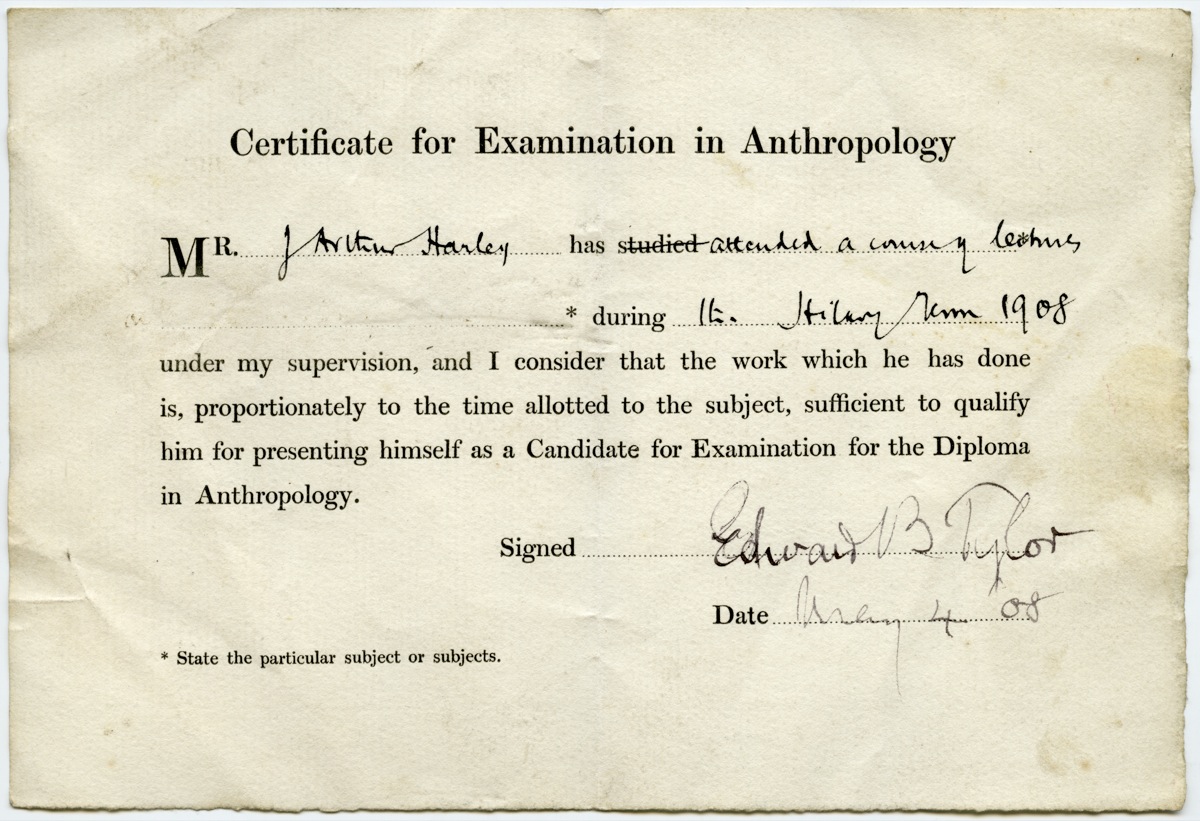 Certificate for Examination in Anthropology
MR. J Arthur Harley has studied attended a course of lectures
* during the Hilary Term 1908
under my supervision, and I consider that the work which he has done
is, proportionately to the time allotted to the subject, sufficient to qualify
him for presenting himself as a Candidate for Examination for the Diploma
in Anthropology.
Signed Edward B Tylor
Date May 4 08
* State the particular subject or subjects.